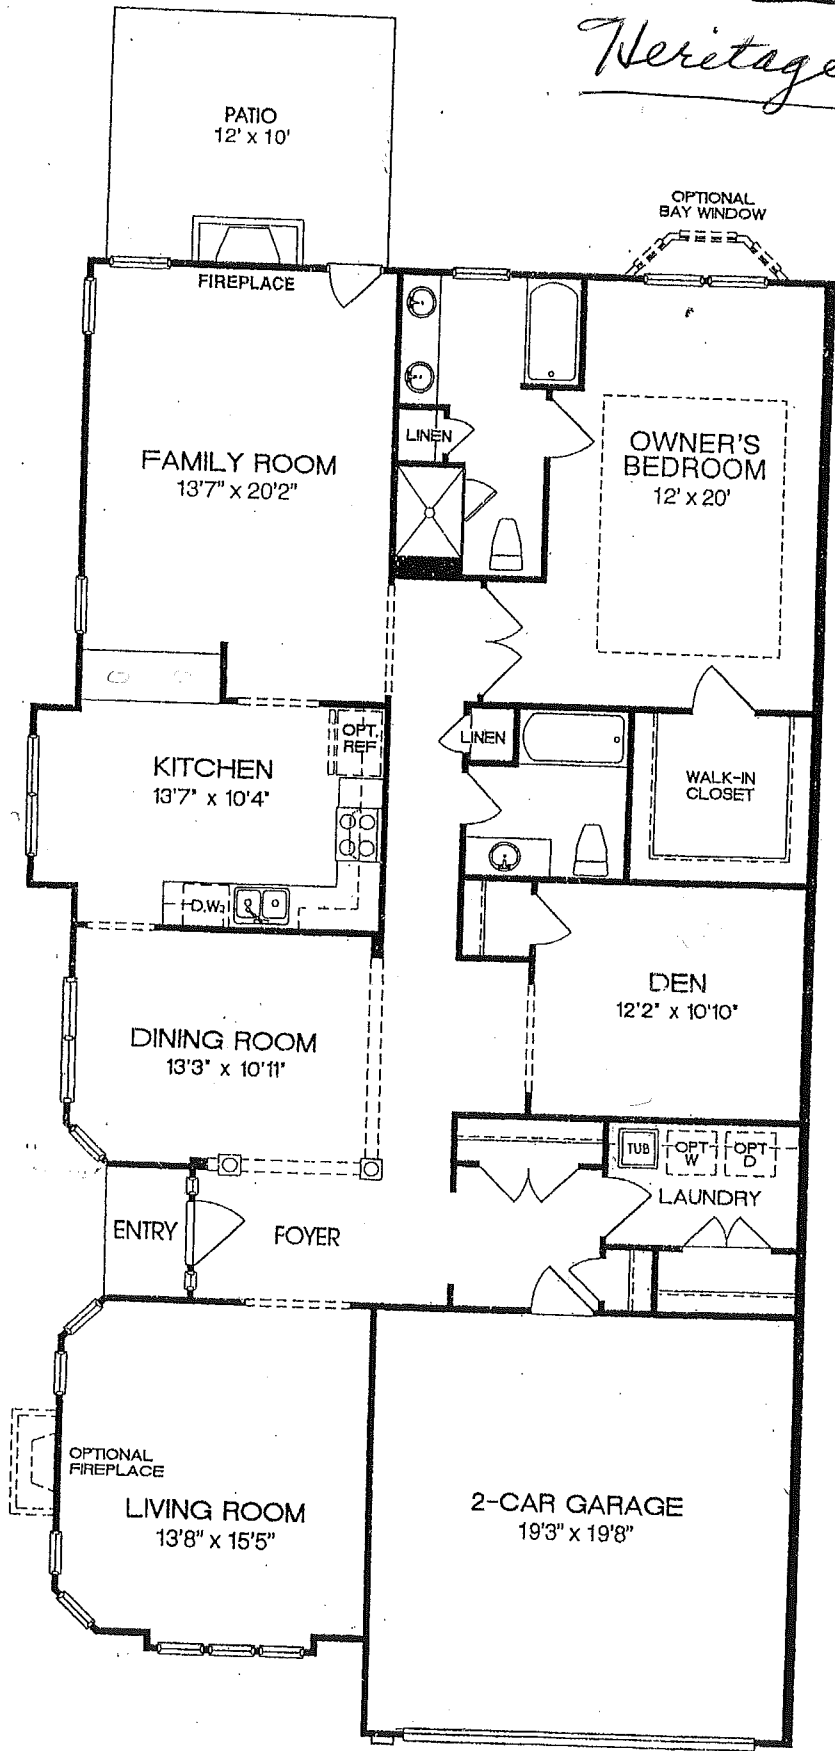 Heritage
PATIO
12' x 10'
OPTIONAL
BAY WINDOW
FIREPLACE
LINEN
FAMILY ROOM
13'7" x 20'2"
OWNER'S
BEDROOM
12' x 20'
OPT.
REF
LINEN
KITCHEN
13'7" x 10'4"
WALK-IN
CLOSET
D.W.
DEN
12'2" x 10'10"
DINING ROOM
13'3" x 10'11"
TUB
OPT
W
OPT
D
LAUNDRY
ENTRY
FOYER
OPTIONAL
FIREPLACE
LIVING ROOM
13'8" x 15'5"
2-CAR GARAGE
19'3" x 19'8"